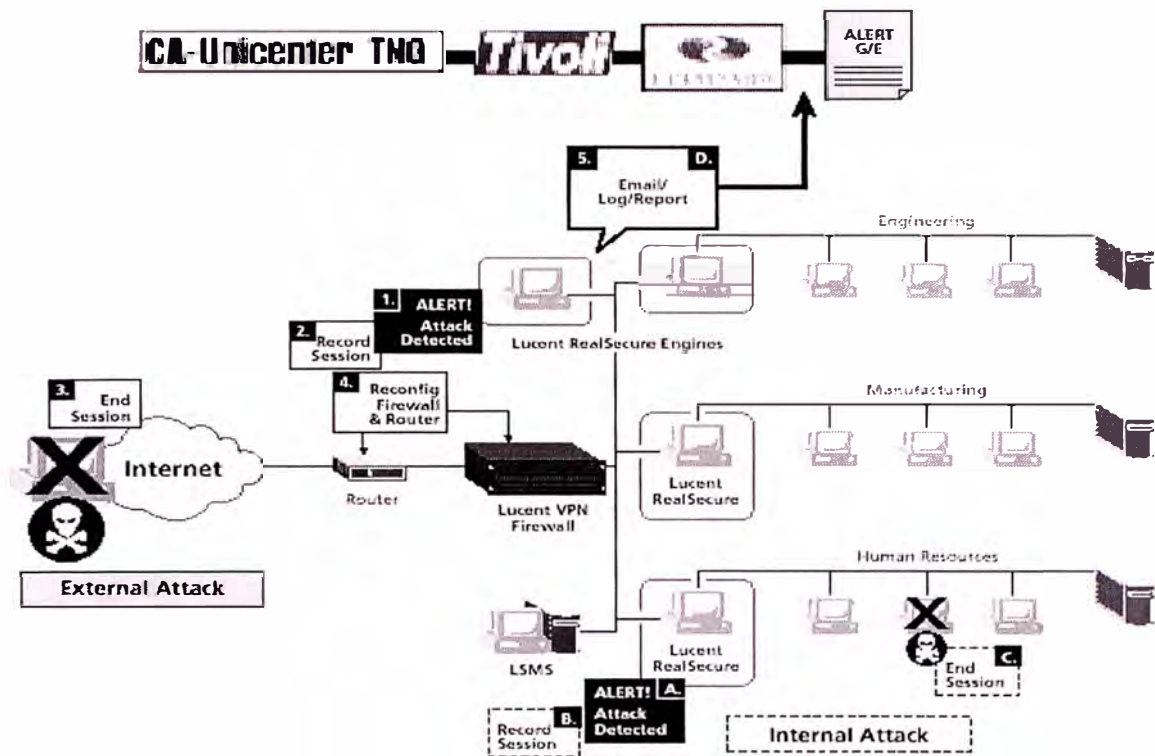 CA-Unicenter TNG
Tivoli
ALERT
G/E
5.
D.
Email/
Log/Report
Engineering
1.
ALERT!
Attack
Detected
2.
Record
Session
Lucent RealSecure Engines
3.
End
Session
4.
Reconfig
Firewall
& Router
Manufacturing
Internet
Router
Lucent VPN
Firewall
Lucent
RealSecure
External Attack
Human Resources
LSMS
Lucent
RealSecure
C.
End
Session
A.
ALERT!
Attack
Detected
B.
Record
Session
Internal Attack